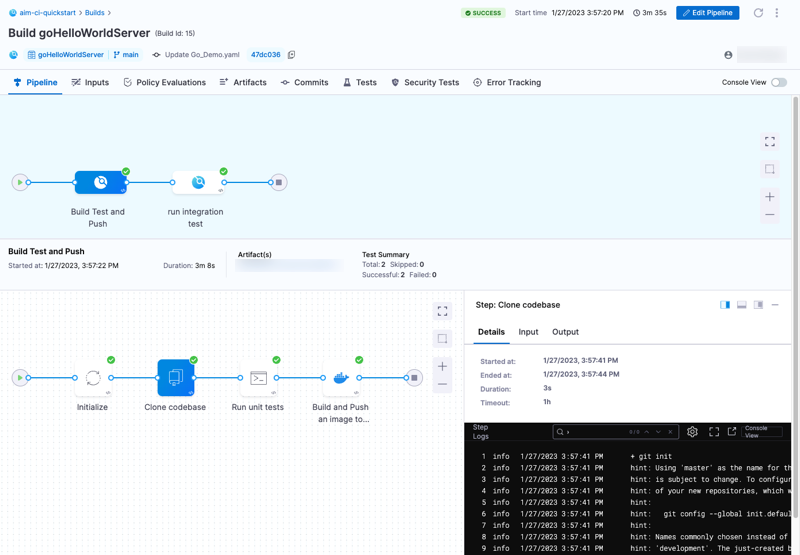 aim-ci-quickstart > Builds >
SUCCESS Start time 1/27/2023, 3:57:20 PM 3m 35s Edit Pipeline
Build goHelloWorldServer (Build Id: 15)
goHelloWorldServer main Update Go_Demo.yaml 47dc036
Pipeline Inputs Policy Evaluations Artifacts Commits Tests Security Tests Error Tracking Console View
Build Test and
Push
run integration
test
Build Test and Push
Started at: 1/27/2023, 3:57:22 PM Duration: 3m 8s
Artifact(s)
Test Summary
Total: 2 Skipped: 0
Successful: 2 Failed: 0
Initialize
Clone codebase
Run unit tests
Build and Push
an image to...
Step: Clone codebase
Details Input Output
Started at: 1/27/2023, 3:57:41 PM
Ended at: 1/27/2023, 3:57:44 PM
Duration: 3s
Timeout: 1h
Step
Logs
› 0/0
Console
View
1 info 1/27/2023 3:57:41 PM + git init
2 info 1/27/2023 3:57:41 PM hint: Using 'master' as the name for th
3 info 1/27/2023 3:57:41 PM hint: is subject to change. To configur
4 info 1/27/2023 3:57:41 PM hint: of your new repositories, which w
5 info 1/27/2023 3:57:41 PM hint:
6 info 1/27/2023 3:57:41 PM hint: git config --global init.defau
7 info 1/27/2023 3:57:41 PM hint:
8 info 1/27/2023 3:57:41 PM hint: Names commonly chosen instead of
9 info 1/27/2023 3:57:41 PM hint: 'development'. The just-created b